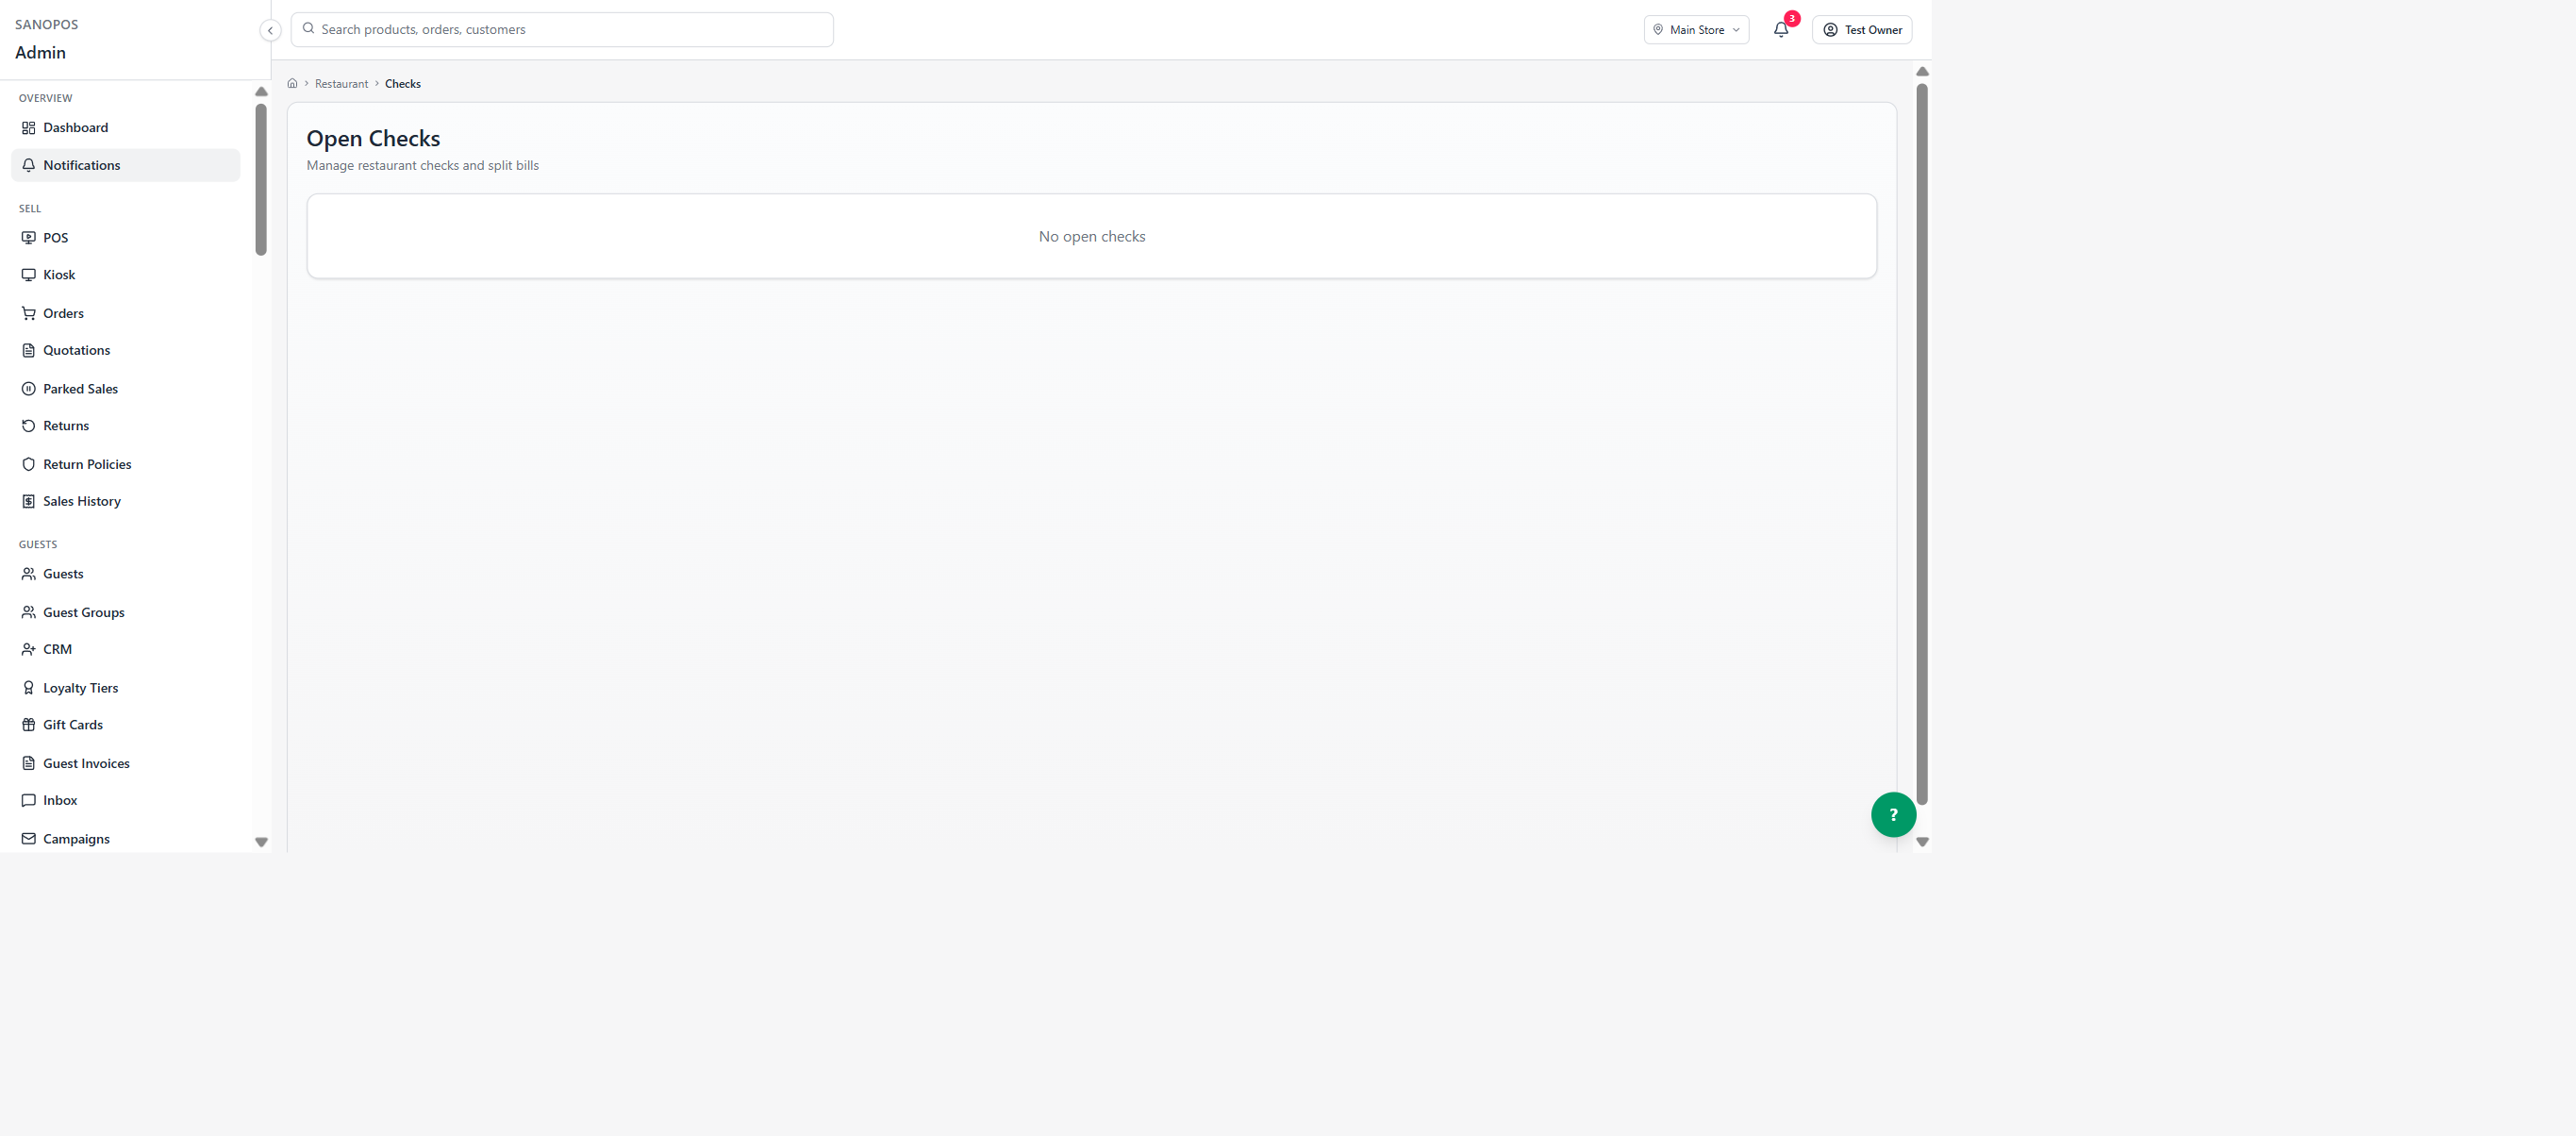 SANOPOS
Admin
Search products, orders, customers
Main Store
3
Test Owner
OVERVIEW
Dashboard
Notifications
SELL
POS
Kiosk
Orders
Quotations
Parked Sales
Returns
Return Policies
Sales History
GUESTS
Guests
Guest Groups
CRM
Loyalty Tiers
Gift Cards
Guest Invoices
Inbox
Campaigns
Restaurant
Checks
Open Checks
Manage restaurant checks and split bills
No open checks
?